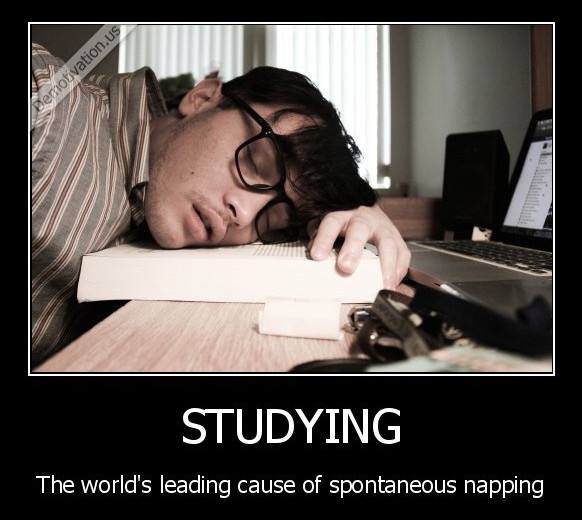 Demotivation.us
STUDYING
The world's leading cause of spontaneous napping